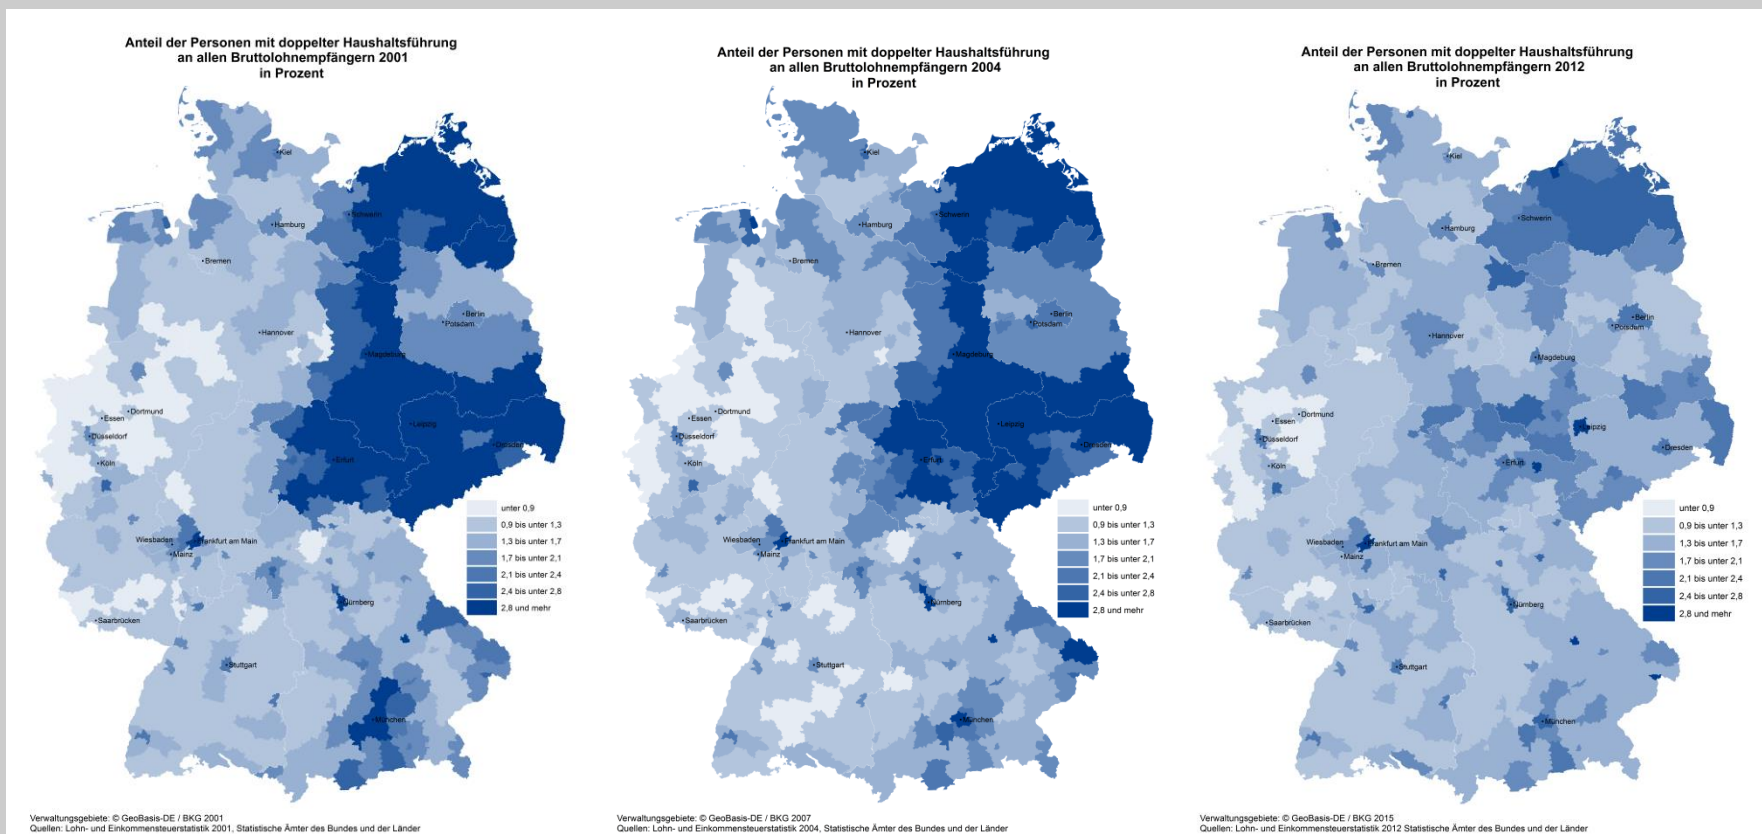 Anteil der Personen mit doppelter Haushaltsführung
an allen Bruttolohnempfängern 2001
in Prozent
Kiel
Schwerin
Hamburg
Bremen
Berlin
Potsdam
Hannover
Magdeburg
Dortmund
Essen
Düsseldorf
Leipzig
Dresden
Köln
Erfurt
Wiesbaden
Frankfurt am Main
Mainz
Nürnberg
Saarbrücken
Stuttgart
München
unter 0,9
0,9 bis unter 1,3
1,3 bis unter 1,7
1,7 bis unter 2,1
2,1 bis unter 2,4
2,4 bis unter 2,8
2,8 und mehr
Verwaltungsgebiete: © GeoBasis-DE / BKG 2001
Quellen: Lohn- und Einkommensteuerstatistik 2001, Statistische Ämter des Bundes und der Länder
Anteil der Personen mit doppelter Haushaltsführung
an allen Bruttolohnempfängern 2004
in Prozent
Kiel
Schwerin
Hamburg
Bremen
Berlin
Potsdam
Hannover
Magdeburg
Dortmund
Essen
Düsseldorf
Leipzig
Dresden
Köln
Erfurt
Wiesbaden
Frankfurt am Main
Mainz
Nürnberg
Saarbrücken
Stuttgart
München
unter 0,9
0,9 bis unter 1,3
1,3 bis unter 1,7
1,7 bis unter 2,1
2,1 bis unter 2,4
2,4 bis unter 2,8
2,8 und mehr
Verwaltungsgebiete: © GeoBasis-DE / BKG 2007
Quellen: Lohn- und Einkommensteuerstatistik 2004, Statistische Ämter des Bundes und der Länder
Anteil der Personen mit doppelter Haushaltsführung
an allen Bruttolohnempfängern 2012
in Prozent
Kiel
Schwerin
Hamburg
Bremen
Berlin
Potsdam
Hannover
Magdeburg
Dortmund
Essen
Düsseldorf
Leipzig
Dresden
Köln
Erfurt
Wiesbaden
Frankfurt am Main
Mainz
Nürnberg
Saarbrücken
Stuttgart
München
unter 0,9
0,9 bis unter 1,3
1,3 bis unter 1,7
1,7 bis unter 2,1
2,1 bis unter 2,4
2,4 bis unter 2,8
2,8 und mehr
Verwaltungsgebiete: © GeoBasis-DE / BKG 2015
Quellen: Lohn- und Einkommensteuerstatistik 2012 Statistische Ämter des Bundes und der Länder